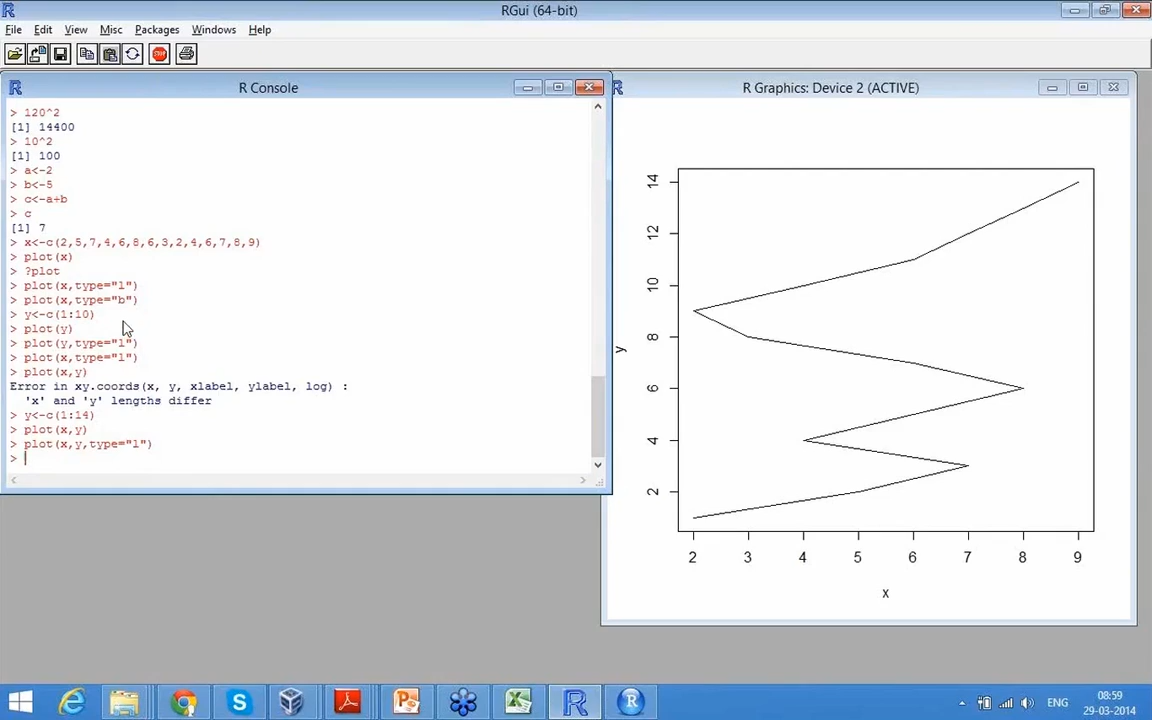 RGui (64-bit)
File Edit View Misc Packages Windows Help
STOP
R Console
> 120^2
[1] 14400
> 10^2
[1] 100
> a<-2
> b<-5
> c<-a+b
> c
[1] 7
> x<-c(2,5,7,4,6,8,6,3,2,4,6,7,8,9)
> plot(x)
> ?plot
> plot(x,type="l")
> plot(x,type="b")
> y<-c(1:10)
> plot(y)
> plot(y,type="l")
> plot(x,type="l")
> plot(x,y)
Error in xy.coords(x, y, xlabel, ylabel, log) :
'x' and 'y' lengths differ
> y<-c(1:14)
> plot(x,y)
> plot(x,y,type="l")
>
R Graphics: Device 2 (ACTIVE)
14
12
10
8
6
4
2
y
2 3 4 5 6 7 8 9
x
ENG
08:59
29-03-2014